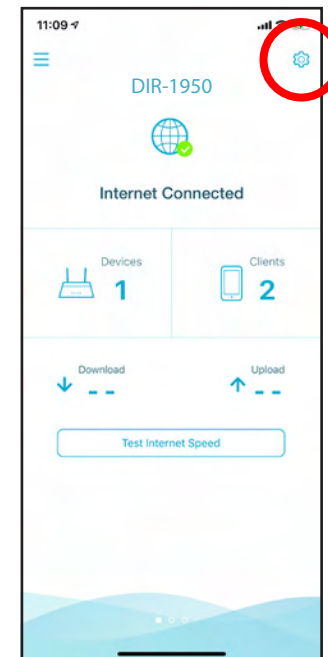 11:09
DIR-1950
Internet Connected
Devices
1
Clients
2
Download
- -
Upload
- -
Test Internet Speed